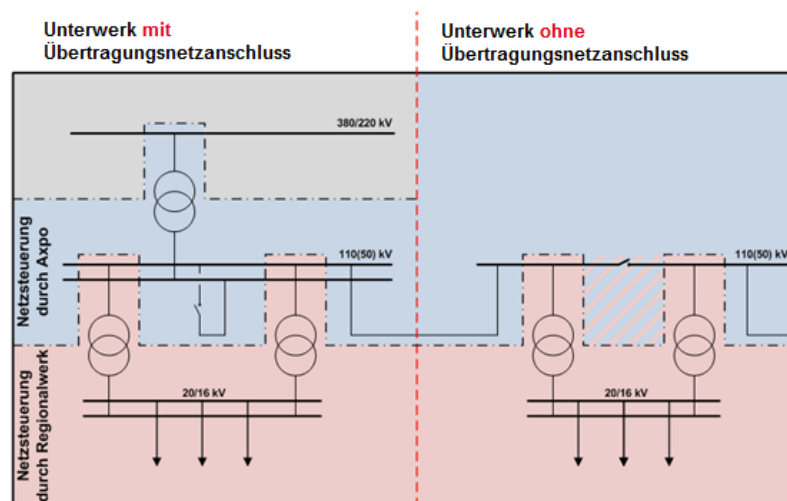 Unterwerk mit
Übertragungsnetzanschluss
Unterwerk ohne
Übertragungsnetzanschluss
380/220 kV
Netzsteuerung
durch Axpo
110(50) kV
110(50) kV
Netzsteuerung
durch Regionalwerk
20/16 kV
20/16 kV